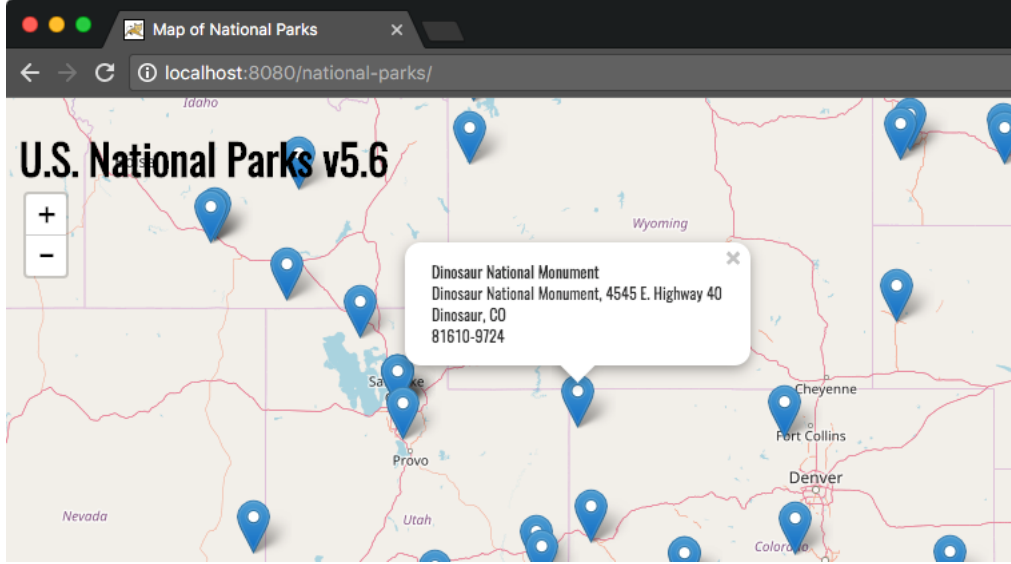 Map of National Parks
localhost:8080/national-parks/
Idaho
U.S. National Parks v5.6
+
−
Wyoming
Dinosaur National Monument
Dinosaur National Monument, 4545 E. Highway 40
Dinosaur, CO
81610-9724
Cheyenne
Fort Collins
Provo
Denver
Nevada
Utah
Colorado